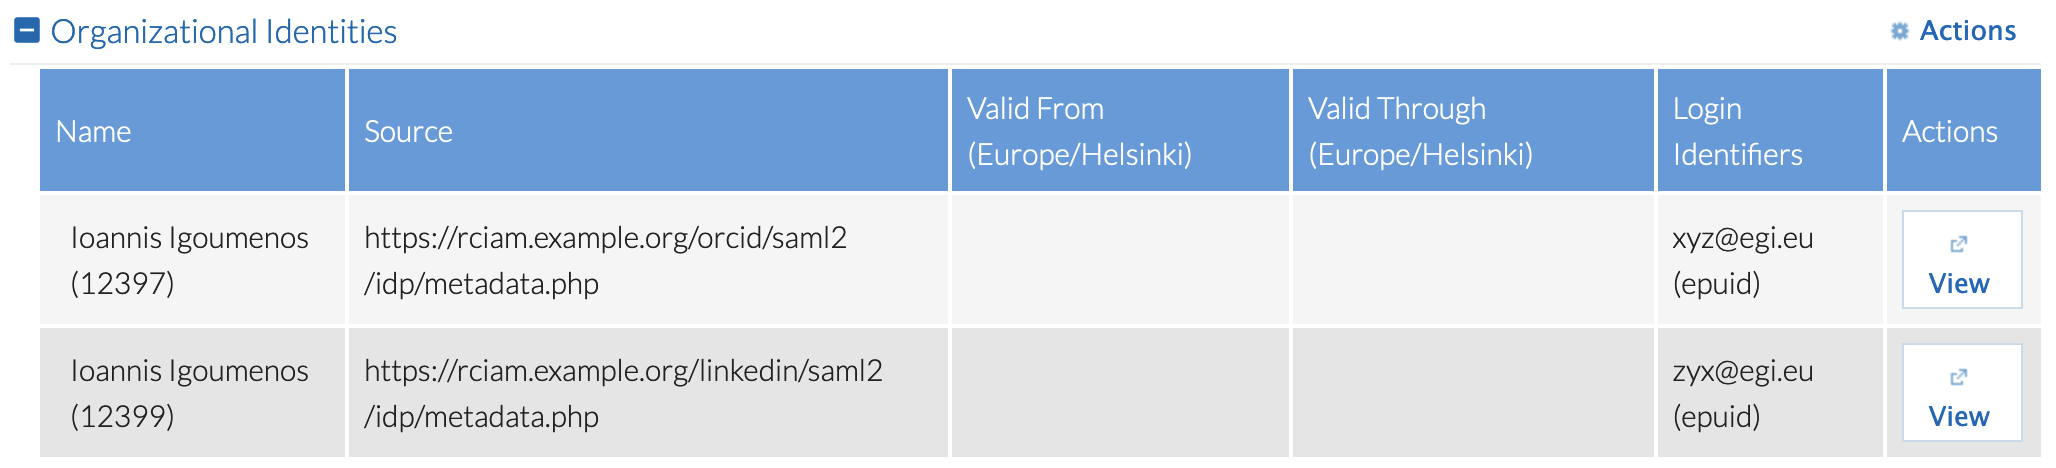 Organizational Identities
Actions
Name
Source
Valid From
(Europe/Helsinki)
Valid Through
(Europe/Helsinki)
Login
Identifiers
Actions
Ioannis Igoumenos
(12397)
https://rciam.example.org/orcid/saml2
/idp/metadata.php
xyz@egi.eu
(epuid)
View
Ioannis Igoumenos
(12399)
https://rciam.example.org/linkedin/saml2
/idp/metadata.php
zyx@egi.eu
(epuid)
View